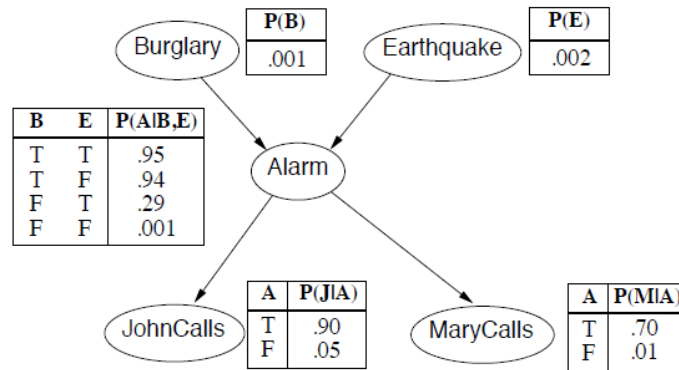 Burglary
P(B)
.001
Earthquake
P(E)
.002
B E P(A|B,E)
T T .95
T F .94
F T .29
F F .001
Alarm
JohnCalls
A P(J|A)
T .90
F .05
MaryCalls
A P(M|A)
T .70
F .01